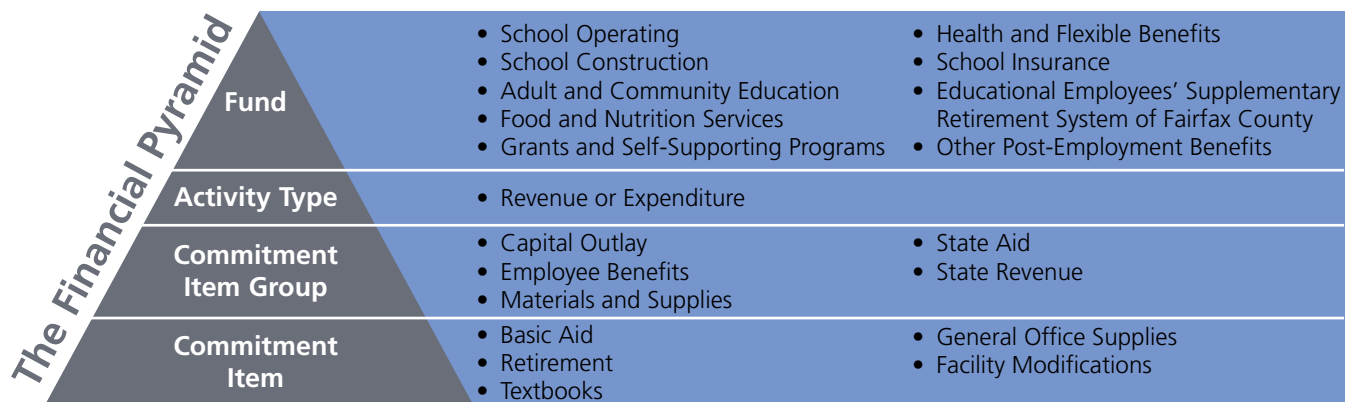 The Financial Pyramid
Fund
• School Operating
• School Construction
• Adult and Community Education
• Food and Nutrition Services
• Grants and Self-Supporting Programs
• Health and Flexible Benefits
• School Insurance
• Educational Employees' Supplementary
Retirement System of Fairfax County
• Other Post-Employment Benefits
Activity Type
• Revenue or Expenditure
Commitment
Item Group
• Capital Outlay
• Employee Benefits
• Materials and Supplies
• State Aid
• State Revenue
Commitment
Item
• Basic Aid
• Retirement
• Textbooks
• General Office Supplies
• Facility Modifications